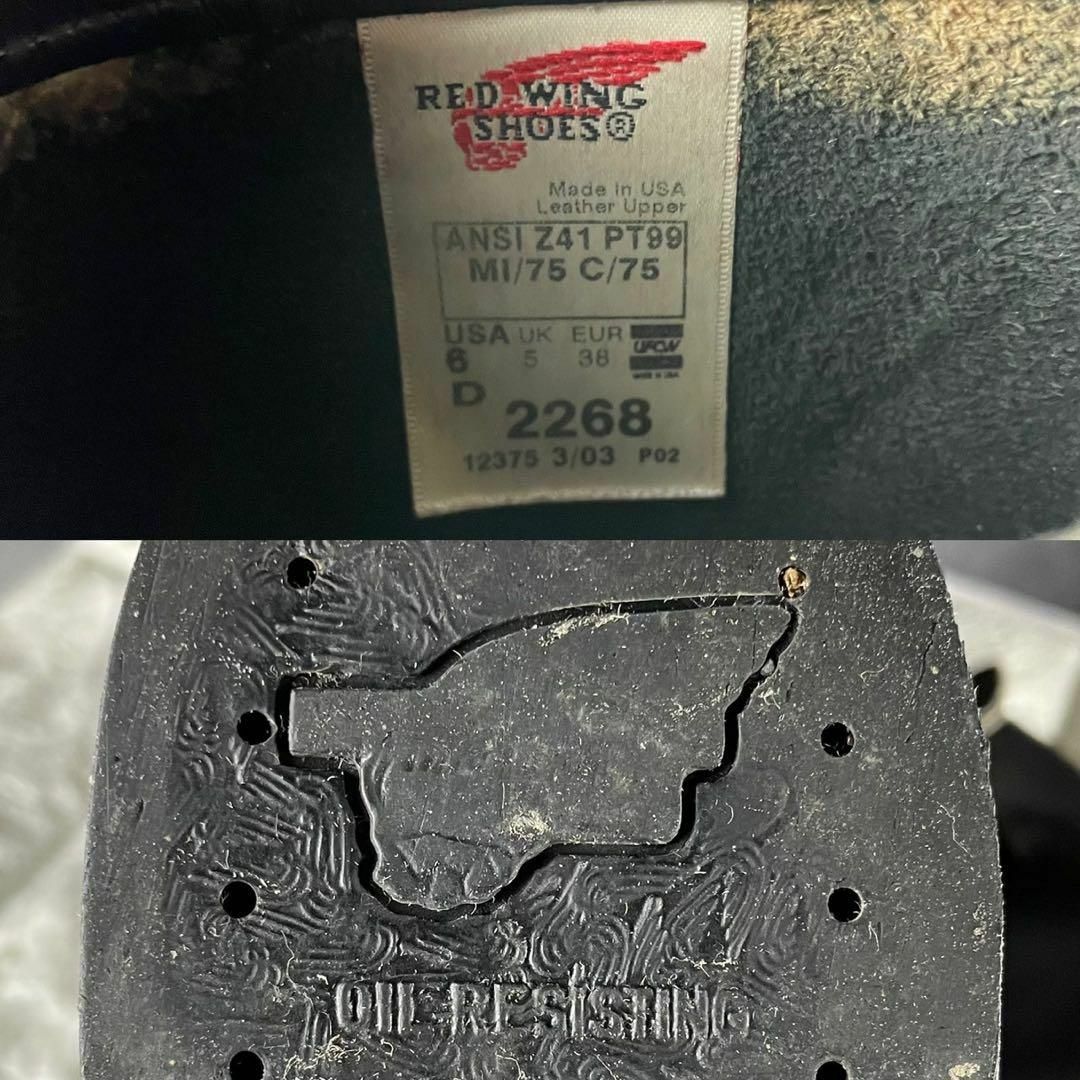 RED WING
SHOES®
Made in USA
Leather Upper
ANSI Z41 PT99
MI/75 C/75
USA UK EUR
6 5 38 UFCW
D
2268
12375 3/03 P02
OIL RESISTING